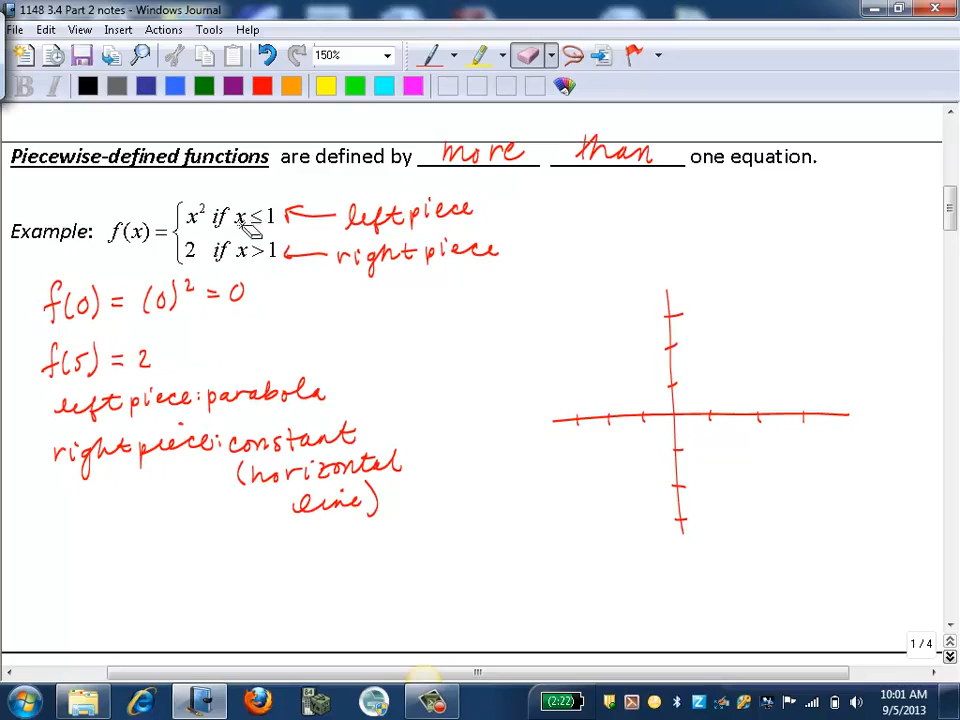 1148 3.4 Part 2 notes - Windows Journal
File Edit View Insert Actions Tools Help
150%
B I
Piecewise-defined functions are defined by more than one equation.
Example: f(x) = { x² if x ≤ 1 ← left piece
2 if x > 1 ← right piece
f(0) = (0)² = 0
f(5) = 2
left piece: parabola
right piece: constant
(horizontal
line)
1 / 4
(2:22)
10:01 AM
9/5/2013